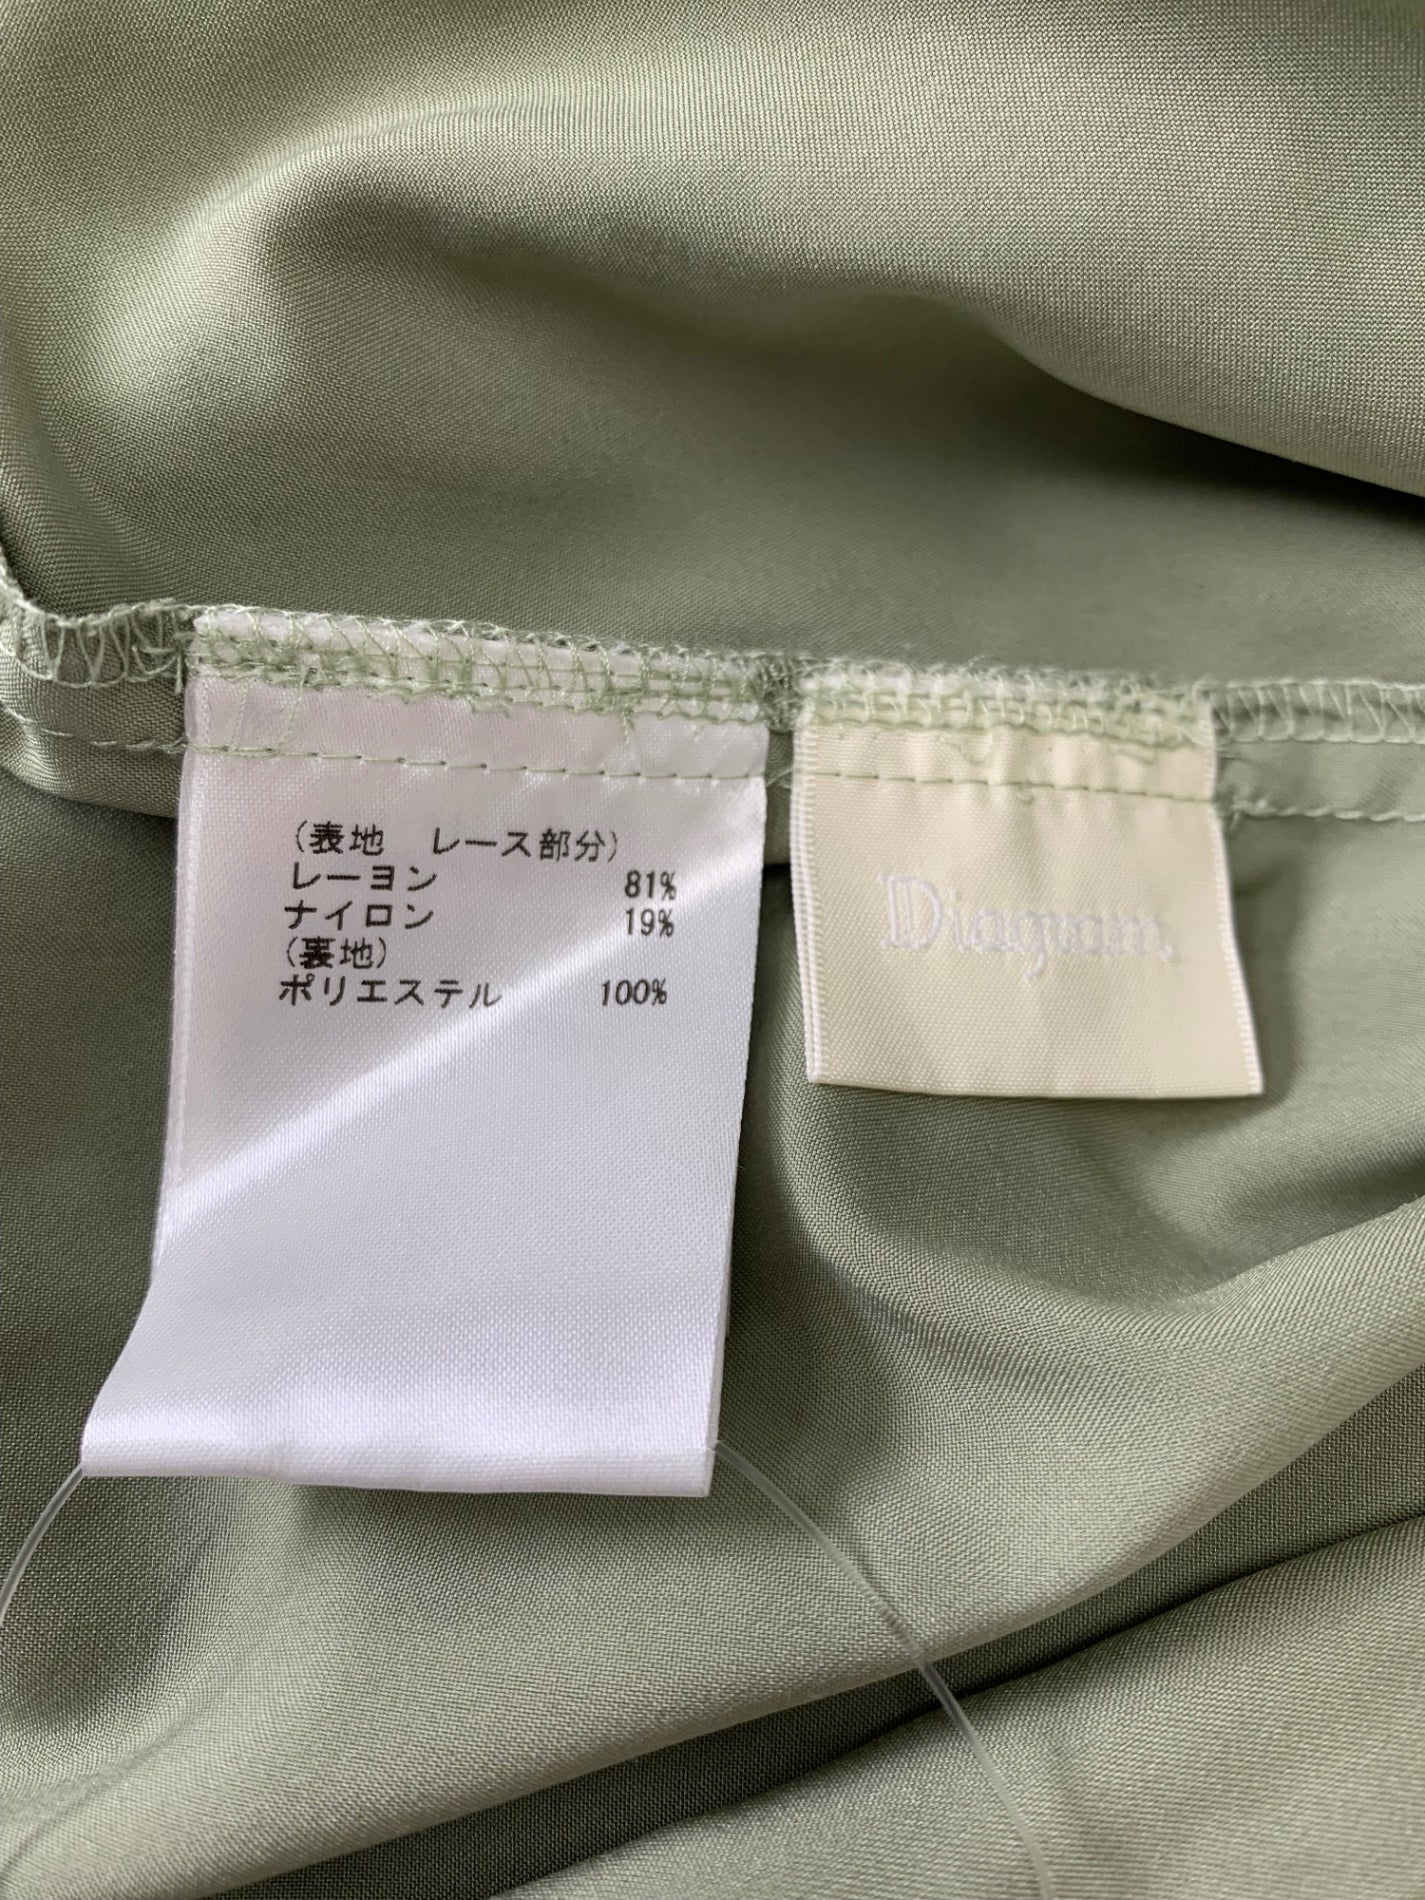 (表地　レース部分)
レーヨン 81%
ナイロン 19%
(裏地)
ポリエステル 100%
Diagram